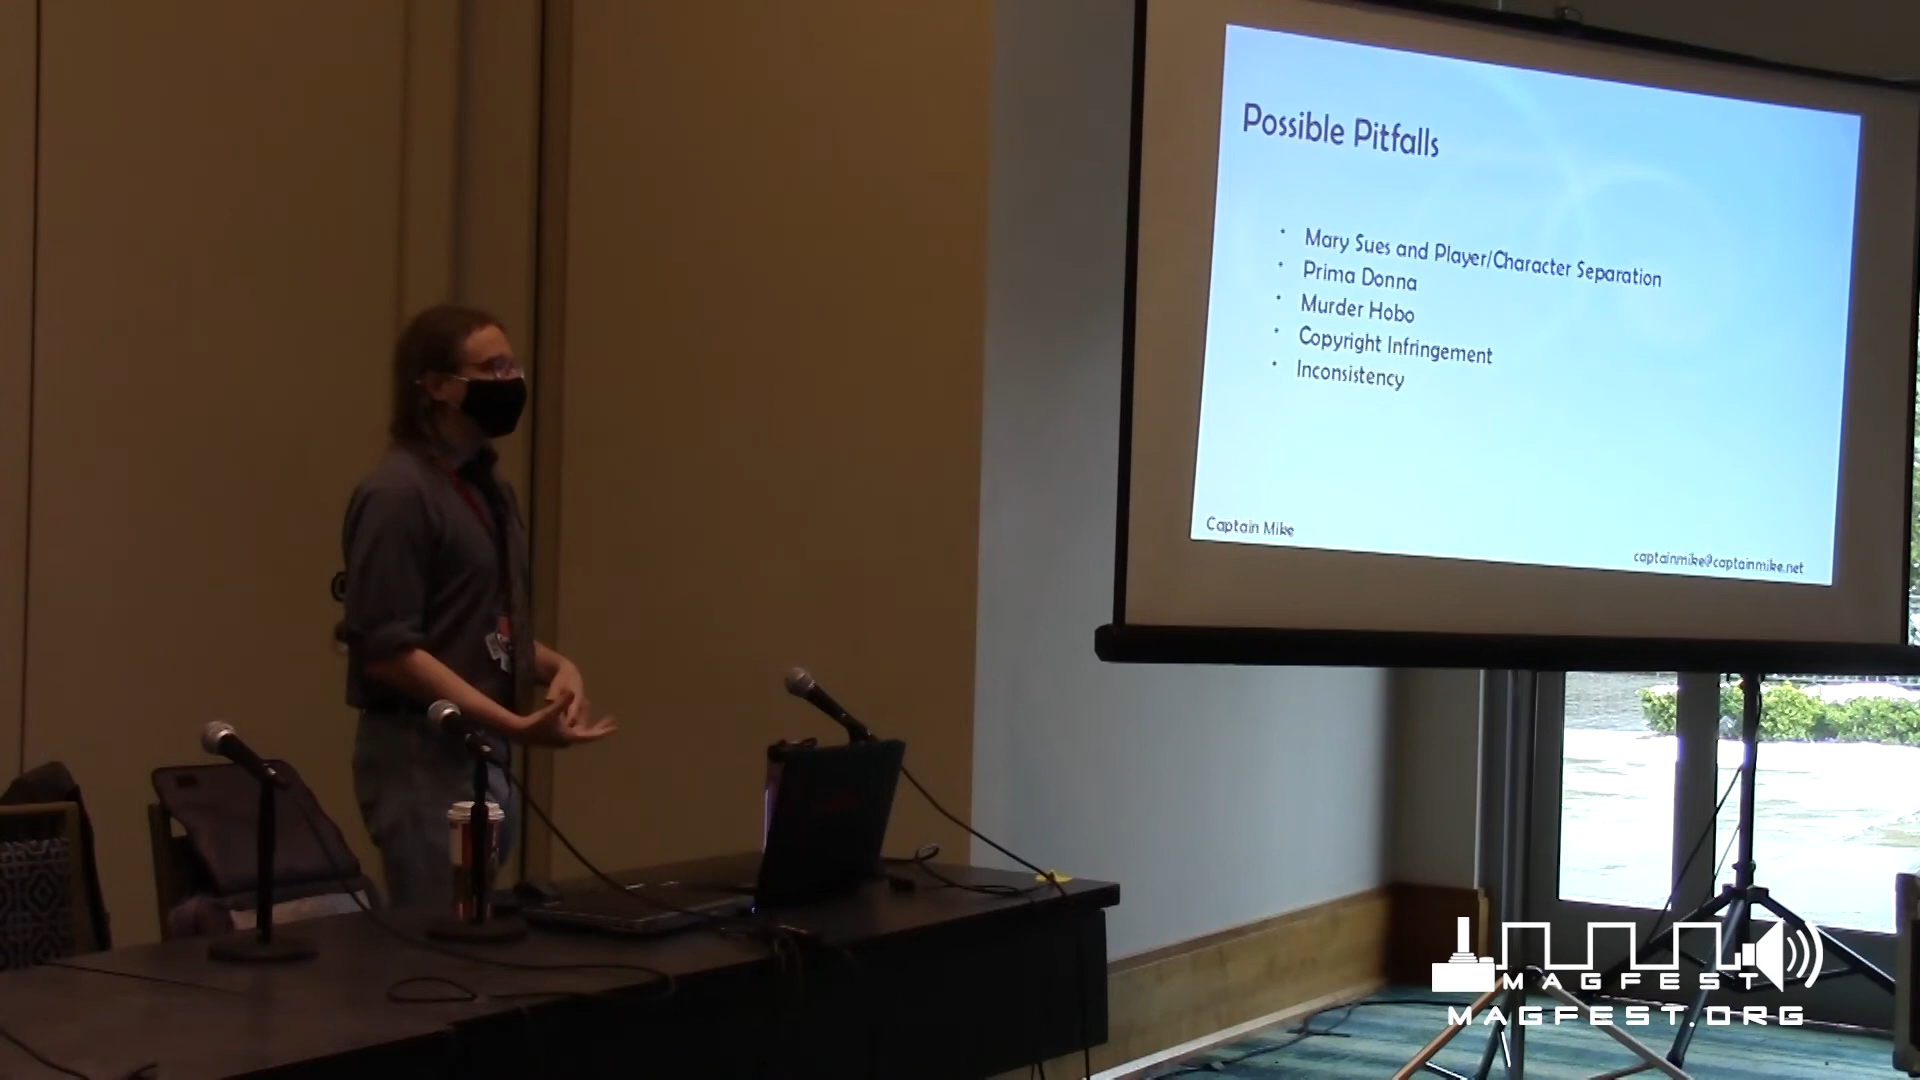 Possible Pitfalls
Mary Sues and Player/Character Separation
Prima Donna
Murder Hobo
Copyright Infringement
Inconsistency
Captain Mike
captainmike@captainmike.net
MAGFEST
MAGFEST.ORG